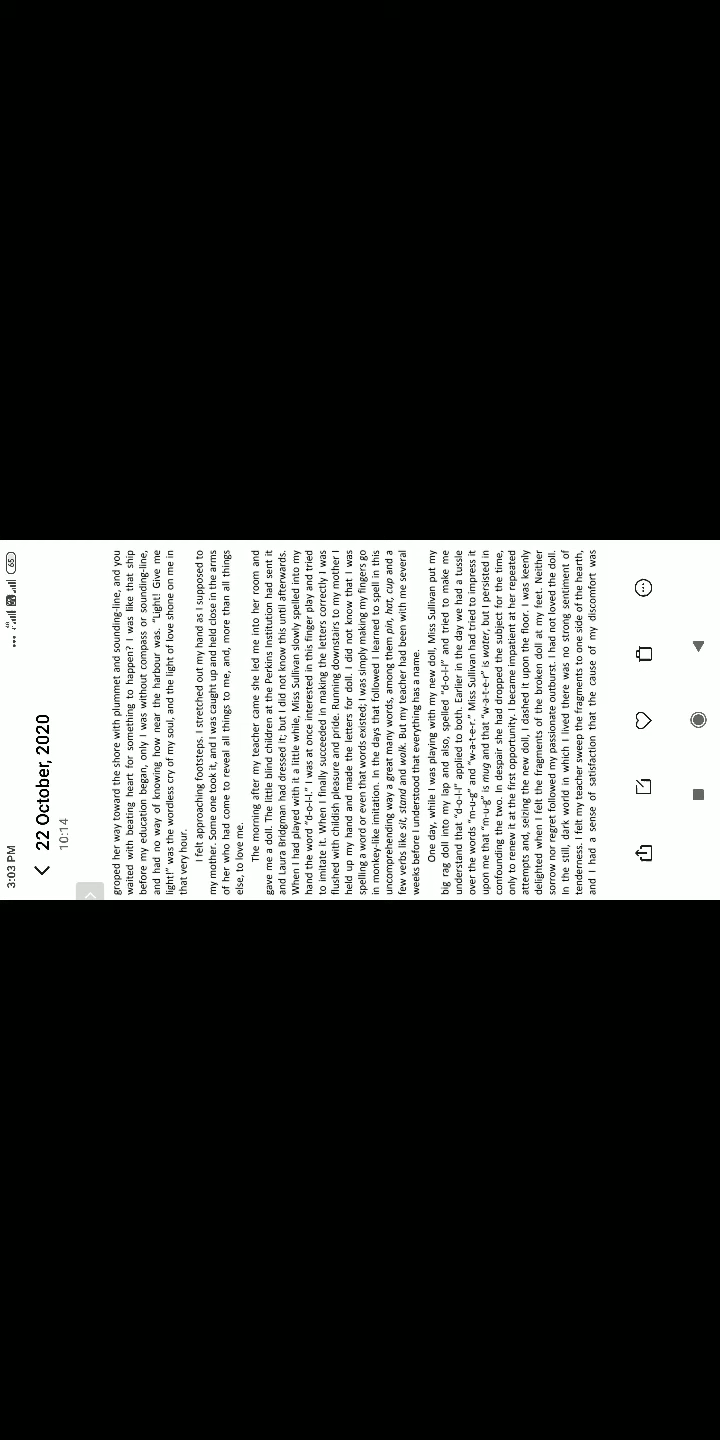 3:03 PM
65
22 October, 2020
10:14
groped her way toward the shore with plummet and sounding-line, and you
waited with beating heart for something to happen? I was like that ship
before my education began, only I was without compass or sounding-line,
and had no way of knowing how near the harbour was. "Light! Give me
light!" was the wordless cry of my soul, and the light of love shone on me in
that very hour.
I felt approaching footsteps. I stretched out my hand as I supposed to
my mother. Some one took it, and I was caught up and held close in the arms
of her who had come to reveal all things to me, and, more than all things
else, to love me.
The morning after my teacher came she led me into her room and
gave me a doll. The little blind children at the Perkins Institution had sent it
and Laura Bridgman had dressed it; but I did not know this until afterwards.
When I had played with it a little while, Miss Sullivan slowly spelled into my
hand the word "d-o-l-l." I was at once interested in this finger play and tried
to imitate it. When I finally succeeded in making the letters correctly I was
flushed with childish pleasure and pride. Running downstairs to my mother I
held up my hand and made the letters for doll. I did not know that I was
spelling a word or even that words existed; I was simply making my fingers go
in monkey-like imitation. In the days that followed I learned to spell in this
uncomprehending way a great many words, among them pin, hat, cup and a
few verbs like sit, stand and walk. But my teacher had been with me several
weeks before I understood that everything has a name.
One day, while I was playing with my new doll, Miss Sullivan put my
big rag doll into my lap and also, spelled "d-o-l-l" and tried to make me
understand that "d-o-l-l" applied to both. Earlier in the day we had a tussle
over the words "m-u-g" and "w-a-t-e-r." Miss Sullivan had tried to impress it
upon me that "m-u-g" is mug and that "w-a-t-e-r" is water, but I persisted in
confounding the two. In despair she had dropped the subject for the time,
only to renew it at the first opportunity. I became impatient at her repeated
attempts and, seizing the new doll, I dashed it upon the floor. I was keenly
delighted when I felt the fragments of the broken doll at my feet. Neither
sorrow nor regret followed my passionate outburst. I had not loved the doll.
In the still, dark world in which I lived there was no strong sentiment of
tenderness. I felt my teacher sweep the fragments to one side of the hearth,
and I had a sense of satisfaction that the cause of my discomfort was